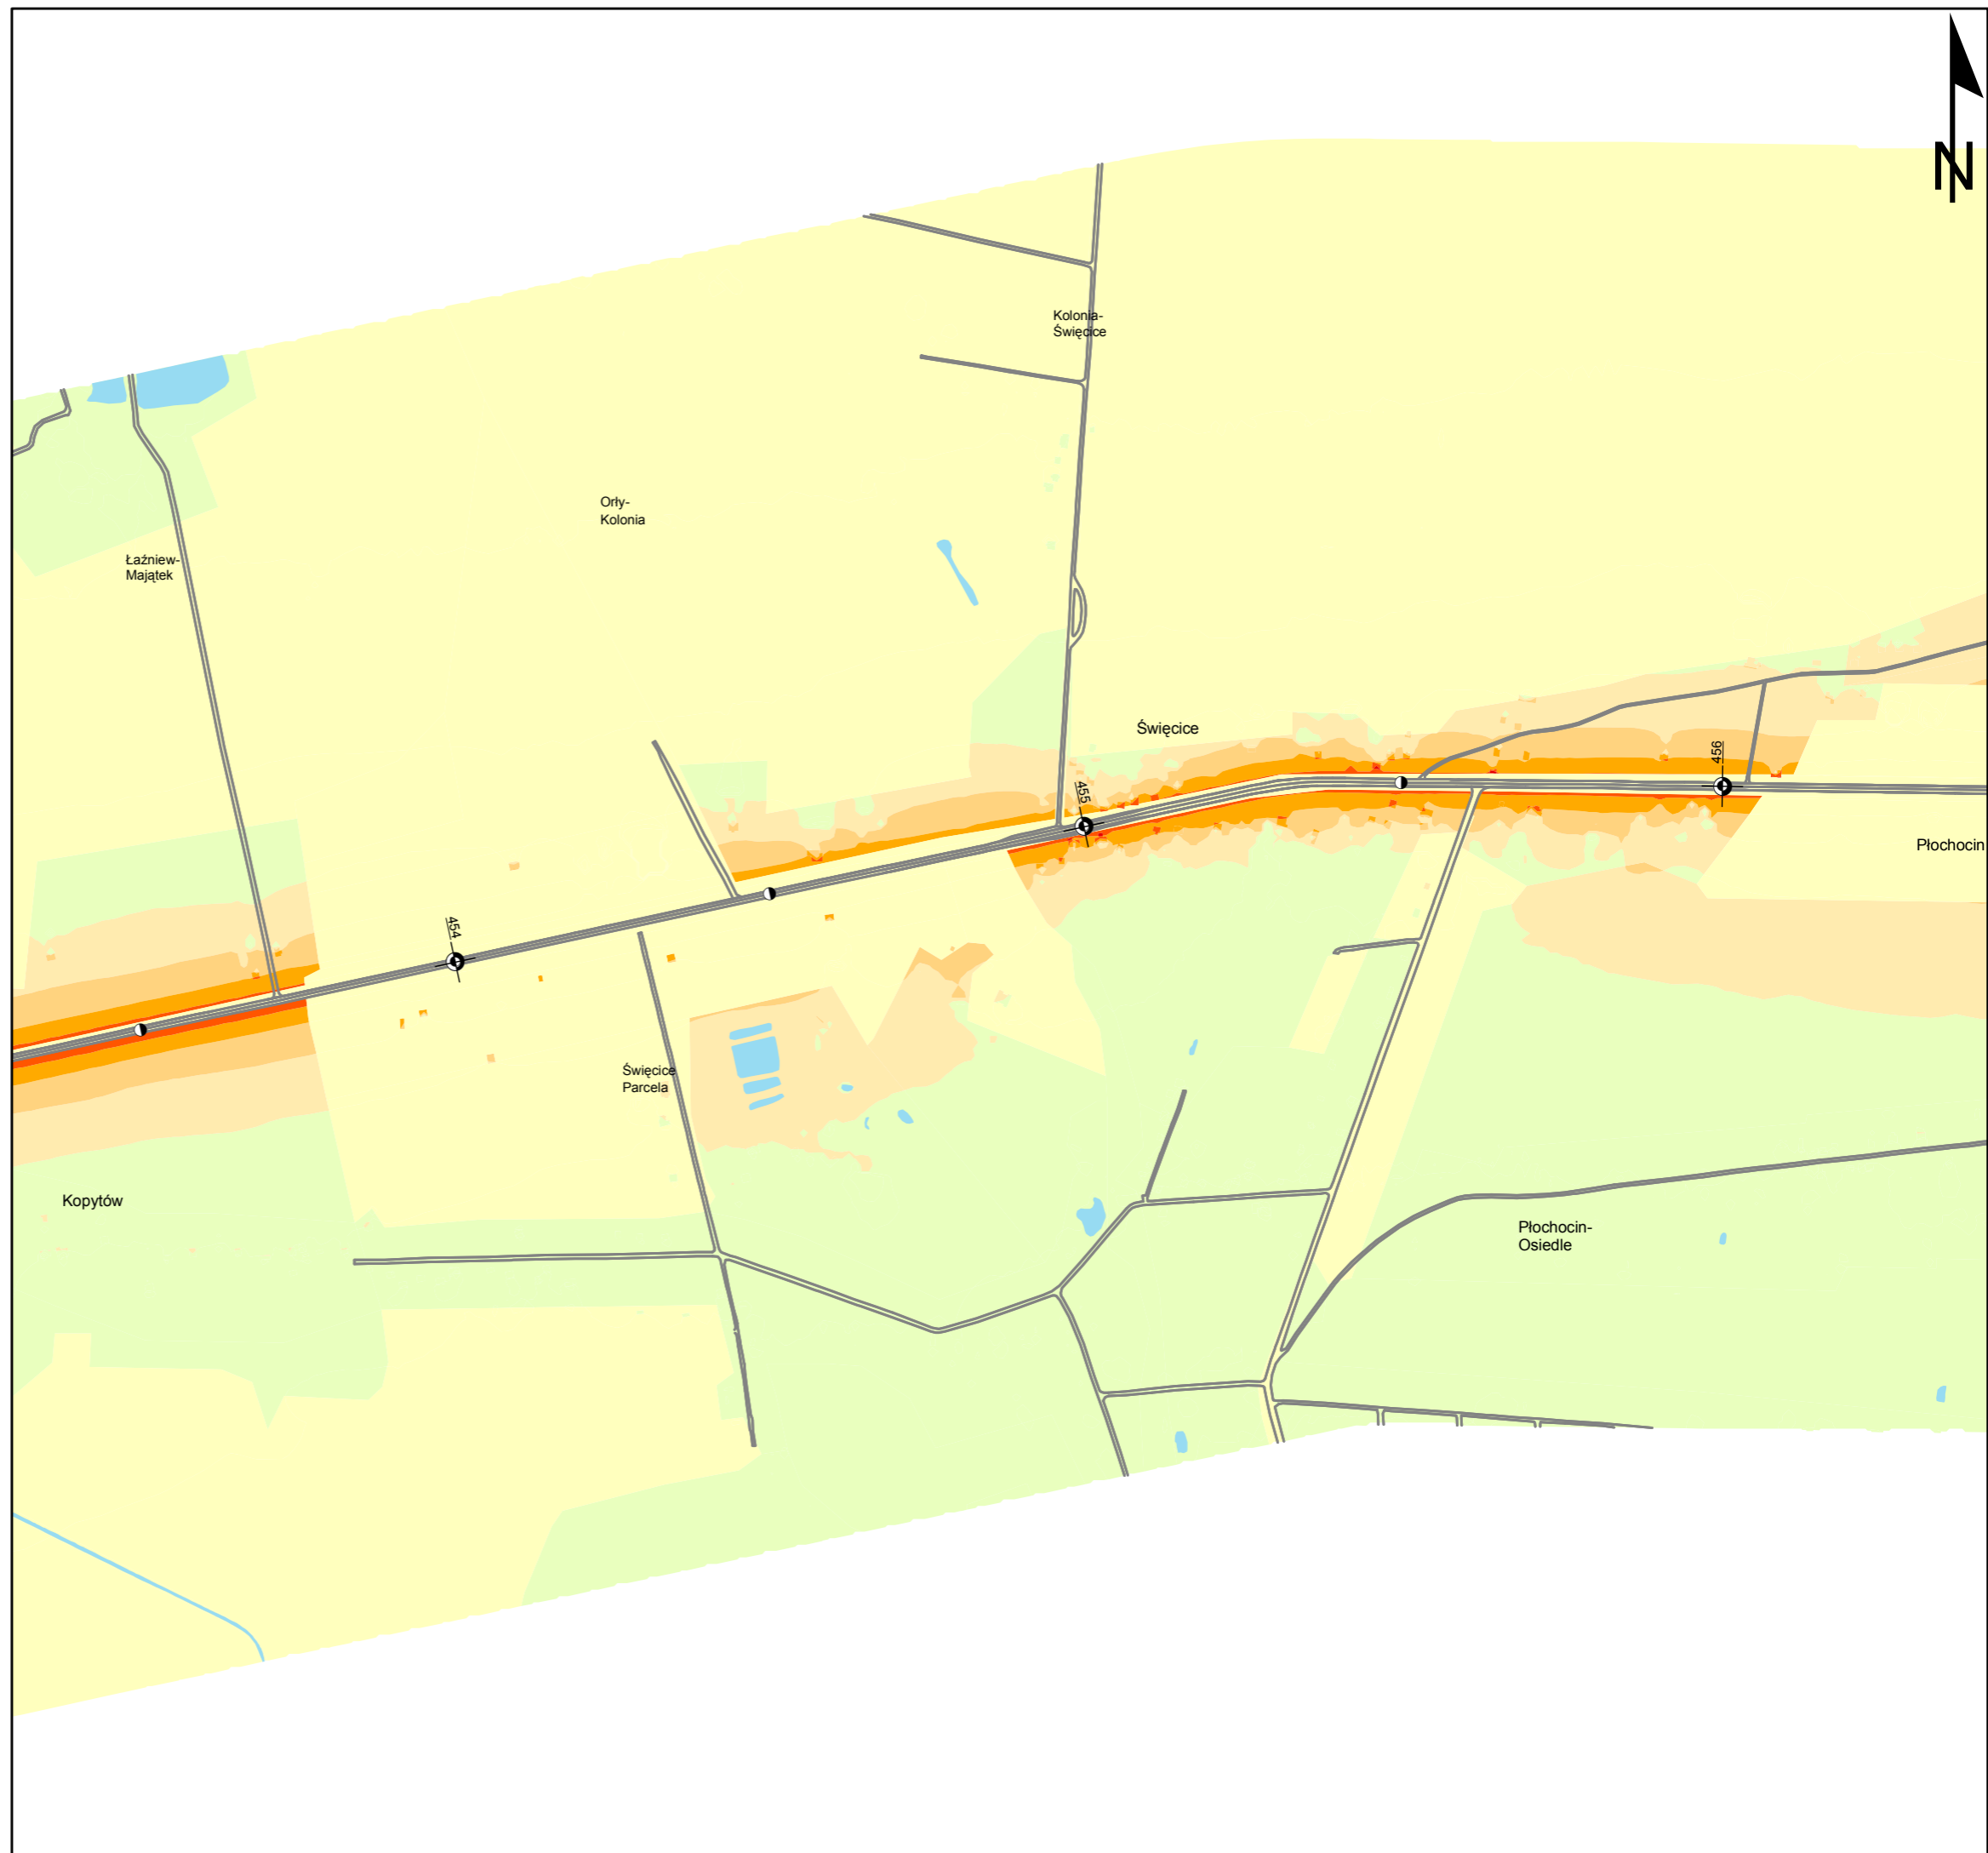 N
Kolonia-
Święcice
Orły-
Kolonia
Łaźniew-
Majątek
Święcice
456
455
Płochocin
454
Święcice
Parcela
Kopytów
Płochocin-
Osiedle